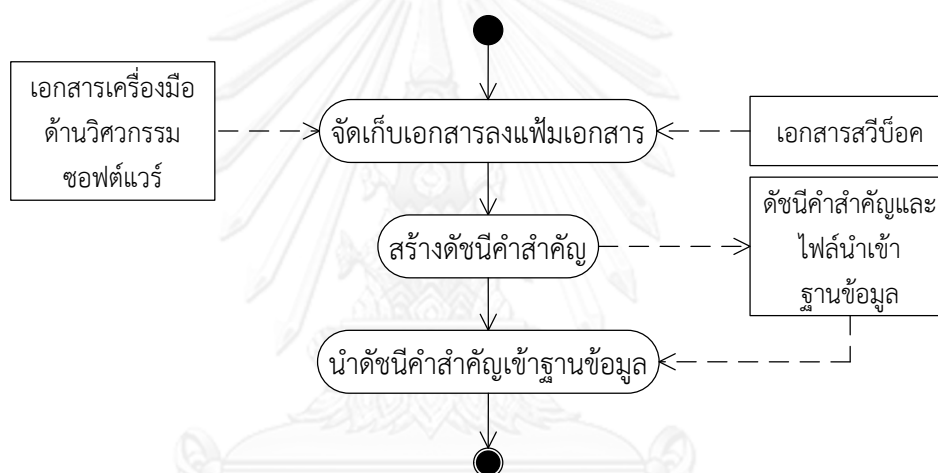 เอกสารเครื่องมือ
ด้านวิศวกรรม
ซอฟต์แวร์
จัดเก็บเอกสารลงแฟ้มเอกสาร
เอกสารสวีบ็อค
สร้างดัชนีคำสำคัญ
ดัชนีคำสำคัญและ
ไฟล์นำเข้า
ฐานข้อมูล
นำดัชนีคำสำคัญเข้าฐานข้อมูล